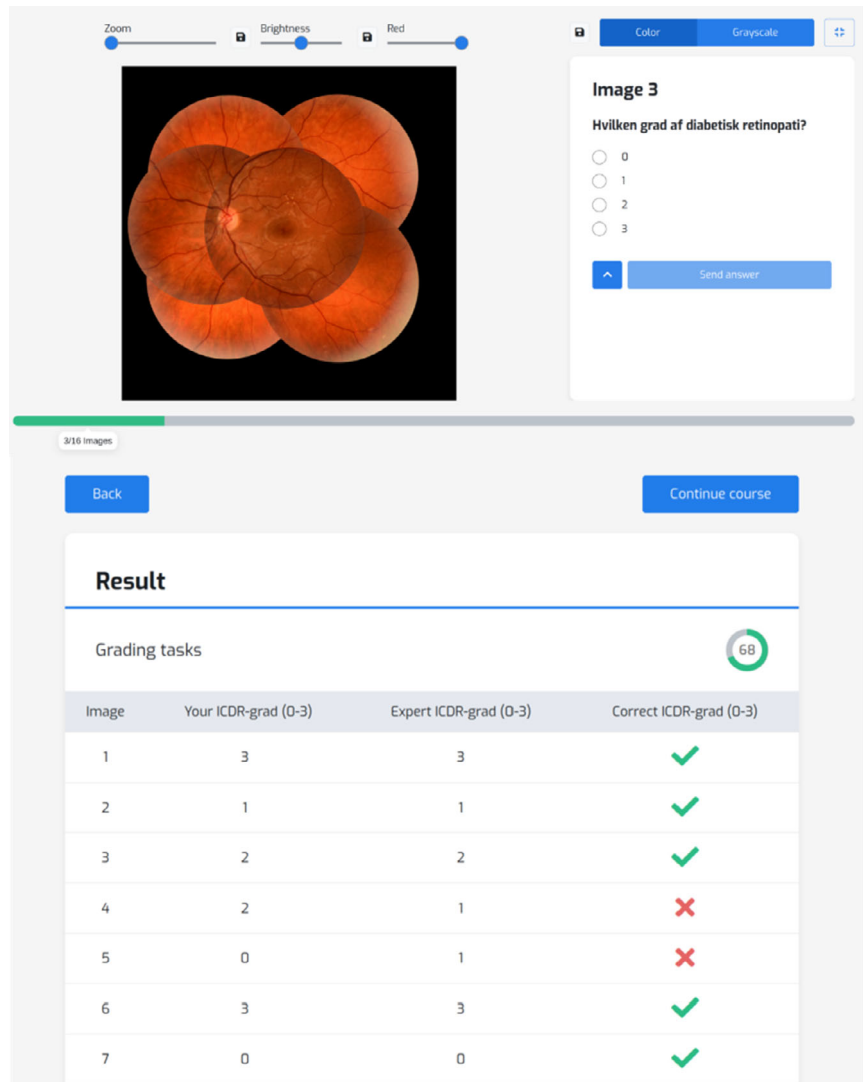 Zoom Brightness Red Color Grayscale
Image 3
Hvilken grad af diabetisk retinopati?
0
1
2
3
Send answer
3/16 Images
Back Continue course
Result
Grading tasks 68
Image Your ICDR-grad (0-3) Expert ICDR-grad (0-3) Correct ICDR-grad (0-3)
1 3 3
2 1 1
3 2 2
4 2 1
5 0 1
6 3 3
7 0 0